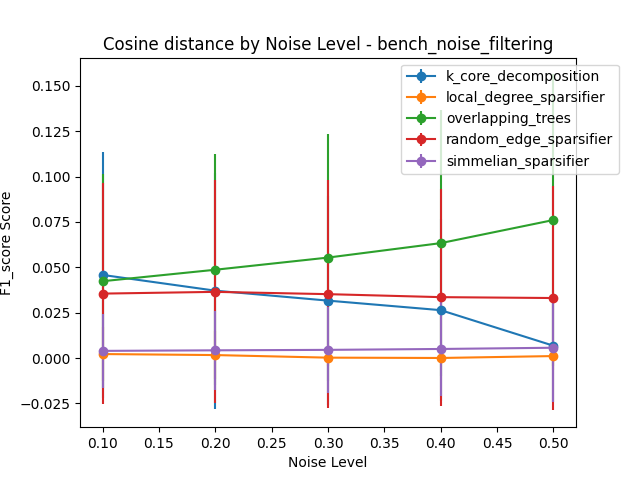 Cosine distance by Noise Level - bench_noise_filtering
F1_score Score
0.150
0.125
0.100
0.075
0.050
0.025
0.000
−0.025
k_core_decomposition
local_degree_sparsifier
overlapping_trees
random_edge_sparsifier
simmelian_sparsifier
0.10 0.15 0.20 0.25 0.30 0.35 0.40 0.45 0.50
Noise Level